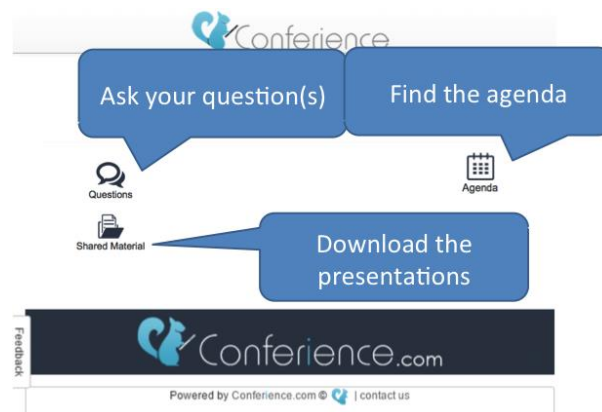 Conferience
Ask your question(s)
Find the agenda
Questions
Agenda
Shared Material
Download the
presentations
Feedback
Conferience.com
Powered by Conferience.com © | contact us